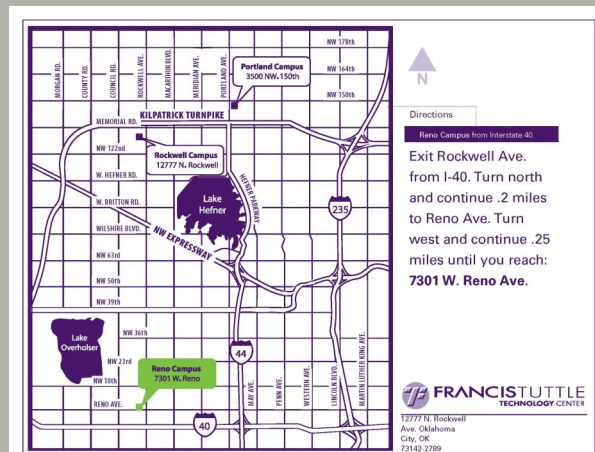 NW 178th
Portland Campus
3500 NW. 150th
NW 164th
NW 150th
MORGAN RD.
COUNTY RD.
COUNCIL RD.
ROCKWELL AVE.
MACARTHUR BLVD.
MERIDIAN AVE.
PORTLAND AVE.
KILPATRICK TURNPIKE
MEMORIAL RD.
Rockwell Campus
12777 N. Rockwell
NW 122nd
W. HEFNER RD.
Lake
Hefner
HEFNER PARKWAY
W. BRITTON RD.
235
WILSHIRE BLVD.
NW EXPRESSWAY
NW 63rd
NW 50th
NW 39th
Lake
Overholser
NW 36th
44
NW 23rd
Reno Campus
7301 W. Reno
NW 10th
RENO AVE.
40
MAY AVE.
PENN AVE.
WESTERN AVE.
LINCOLN BLVD.
MARTIN LUTHER KING AVE.
N
Directions
Reno Campus from Interstate 40.
Exit Rockwell Ave.
from I-40. Turn north
and continue .2 miles
to Reno Ave. Turn
west and continue .25
miles until you reach:
7301 W. Reno Ave.
FRANCISTUTTLE
TECHNOLOGY CENTER
12777 N. Rockwell
Ave. Oklahoma
City, OK
73142-2789